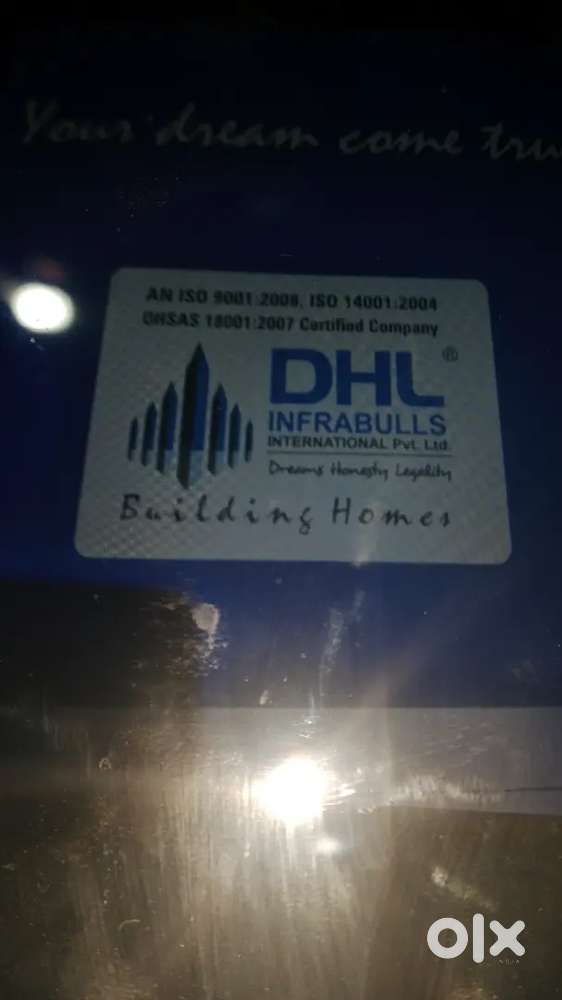 Your dream come tru
AN ISO 9001:2008, ISO 14001:2004
OHSAS 18001:2007 Certified Company
DHL ®
INFRABULLS
INTERNATIONAL Pvt. Ltd.
Dreams Honesty Legality
Building Homes
olx
INDIA